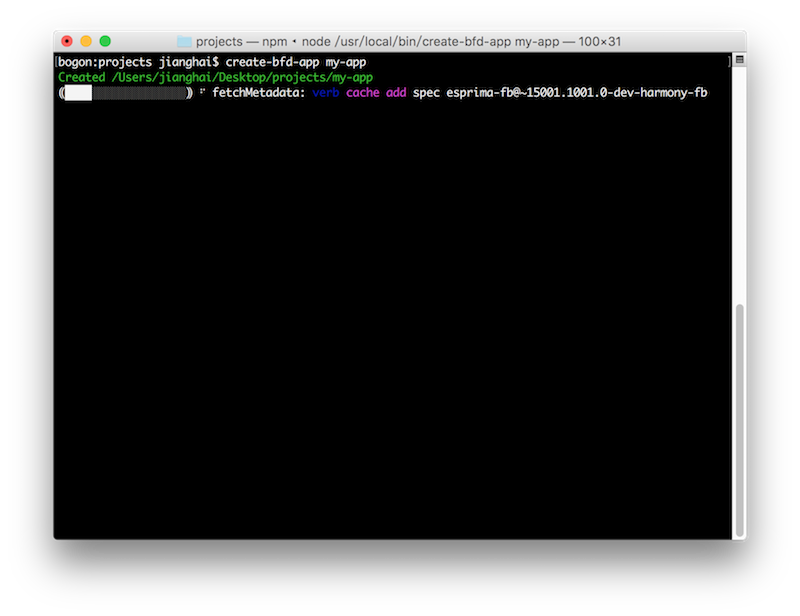 projects — npm • node /usr/local/bin/create-bfd-app my-app — 100×31
[bogon:projects jianghai$ create-bfd-app my-app ]
Created /Users/jianghai/Desktop/projects/my-app
⸨░░░░░░⸩ ⠋ fetchMetadata: verb cache add spec esprima-fb@~15001.1001.0-dev-harmony-fb